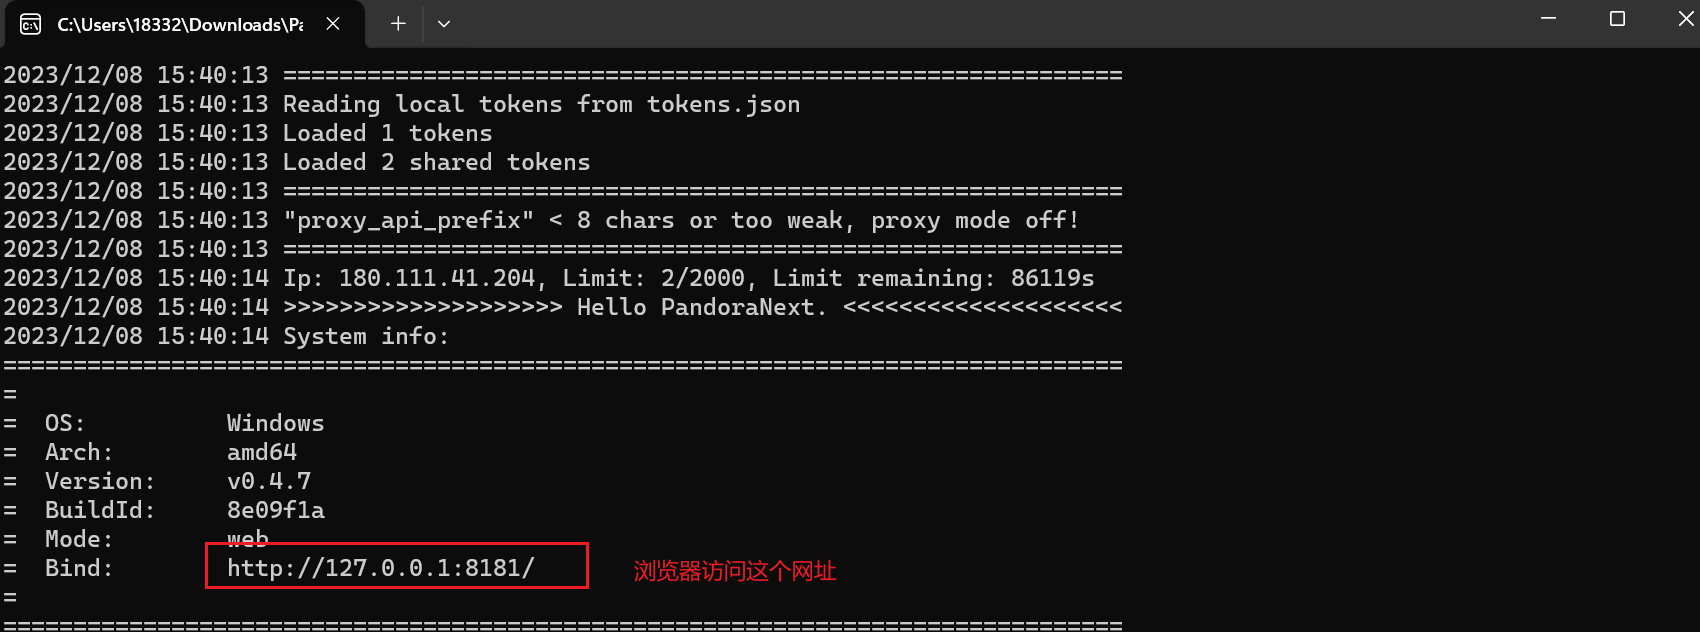 C:\Users\18332\Downloads\Pa
2023/12/08 15:40:13 ============================================================
2023/12/08 15:40:13 Reading local tokens from tokens.json
2023/12/08 15:40:13 Loaded 1 tokens
2023/12/08 15:40:13 Loaded 2 shared tokens
2023/12/08 15:40:13 ============================================================
2023/12/08 15:40:13 "proxy_api_prefix" < 8 chars or too weak, proxy mode off!
2023/12/08 15:40:13 ============================================================
2023/12/08 15:40:14 Ip: 180.111.41.204, Limit: 2/2000, Limit remaining: 86119s
2023/12/08 15:40:14 >>>>>>>>>>>>>>>>>>>> Hello PandoraNext. <<<<<<<<<<<<<<<<<<<<
2023/12/08 15:40:14 System info:
================================================================================
=
=  OS:          Windows
=  Arch:        amd64
=  Version:     v0.4.7
=  BuildId:     8e09f1a
=  Mode:        web
=  Bind:        http://127.0.0.1:8181/ 浏览器访问这个网址
=
================================================================================